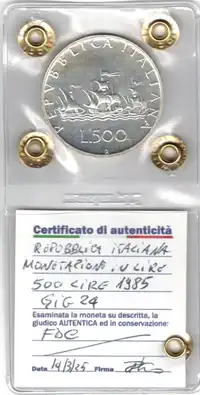 REPVBBLICA ITALIANA
L.500
R
Certificato di autenticità
REPUBBLICA ITALIANA
MONETAZIONE IN LIRE
500 LIRE 1985
GIG 24
Esaminata la moneta su descritta, la
giudico AUTENTICA ed in conservazione:
FDC
Data 14/3/25 Firma